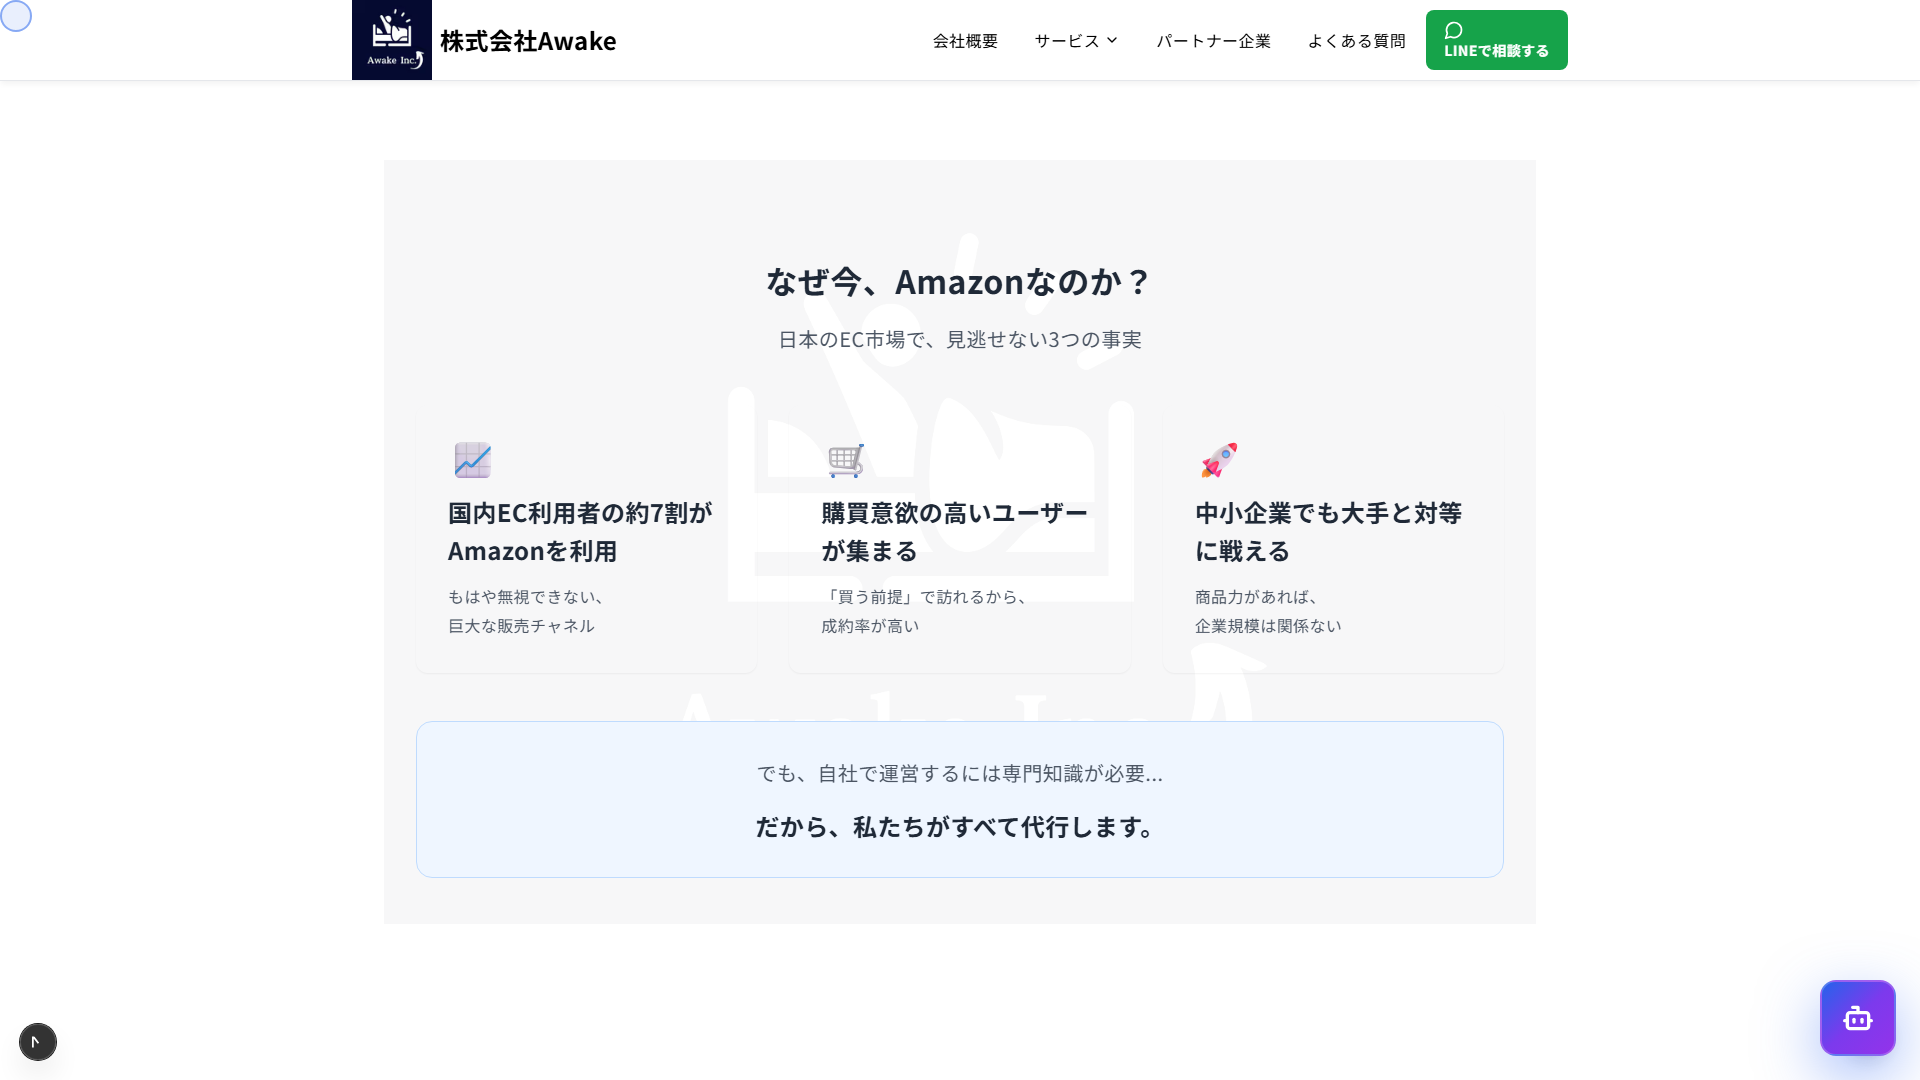 Awake Inc.
株式会社Awake
会社概要
サービス
パートナー企業
よくある質問
LINEで相談する
なぜ今、Amazonなのか？
日本のEC市場で、見逃せない3つの事実
国内EC利用者の約7割が
Amazonを利用
もはや無視できない、
巨大な販売チャネル
購買意欲の高いユーザー
が集まる
「買う前提」で訪れるから、
成約率が高い
中小企業でも大手と対等
に戦える
商品力があれば、
企業規模は関係ない
Awake Inc
でも、自社で運営するには専門知識が必要...
だから、私たちがすべて代行します。